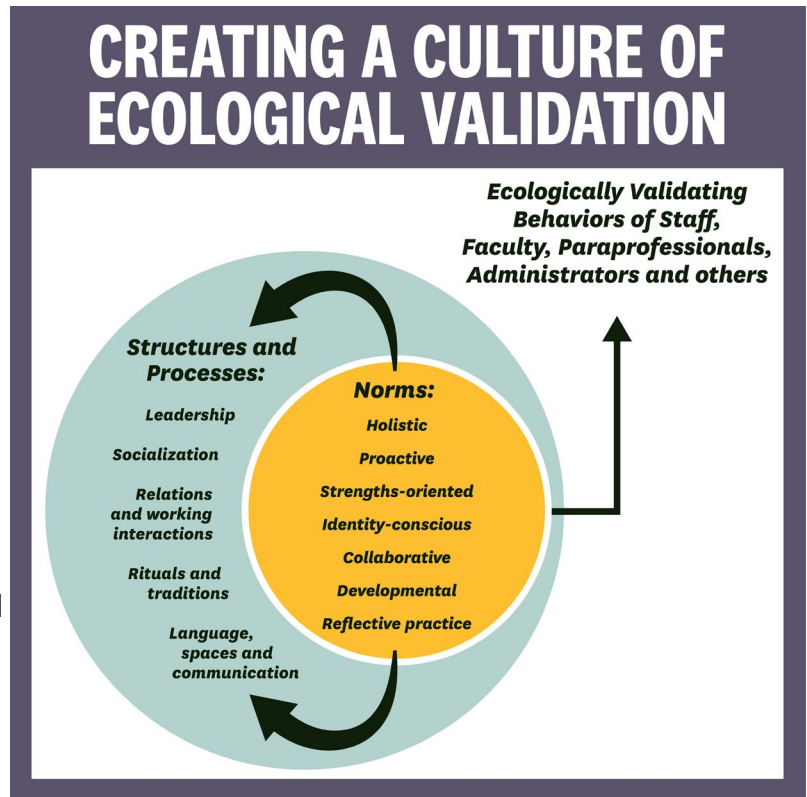 CREATING A CULTURE OF
ECOLOGICAL VALIDATION
Ecologically Validating
Behaviors of Staff,
Faculty, Paraprofessionals,
Administrators and others
Structures and
Processes:
Leadership
Socialization
Relations
and working
interactions
Rituals and
traditions
Language,
spaces and
communication
Norms:
Holistic
Proactive
Strengths-oriented
Identity-conscious
Collaborative
Developmental
Reflective practice